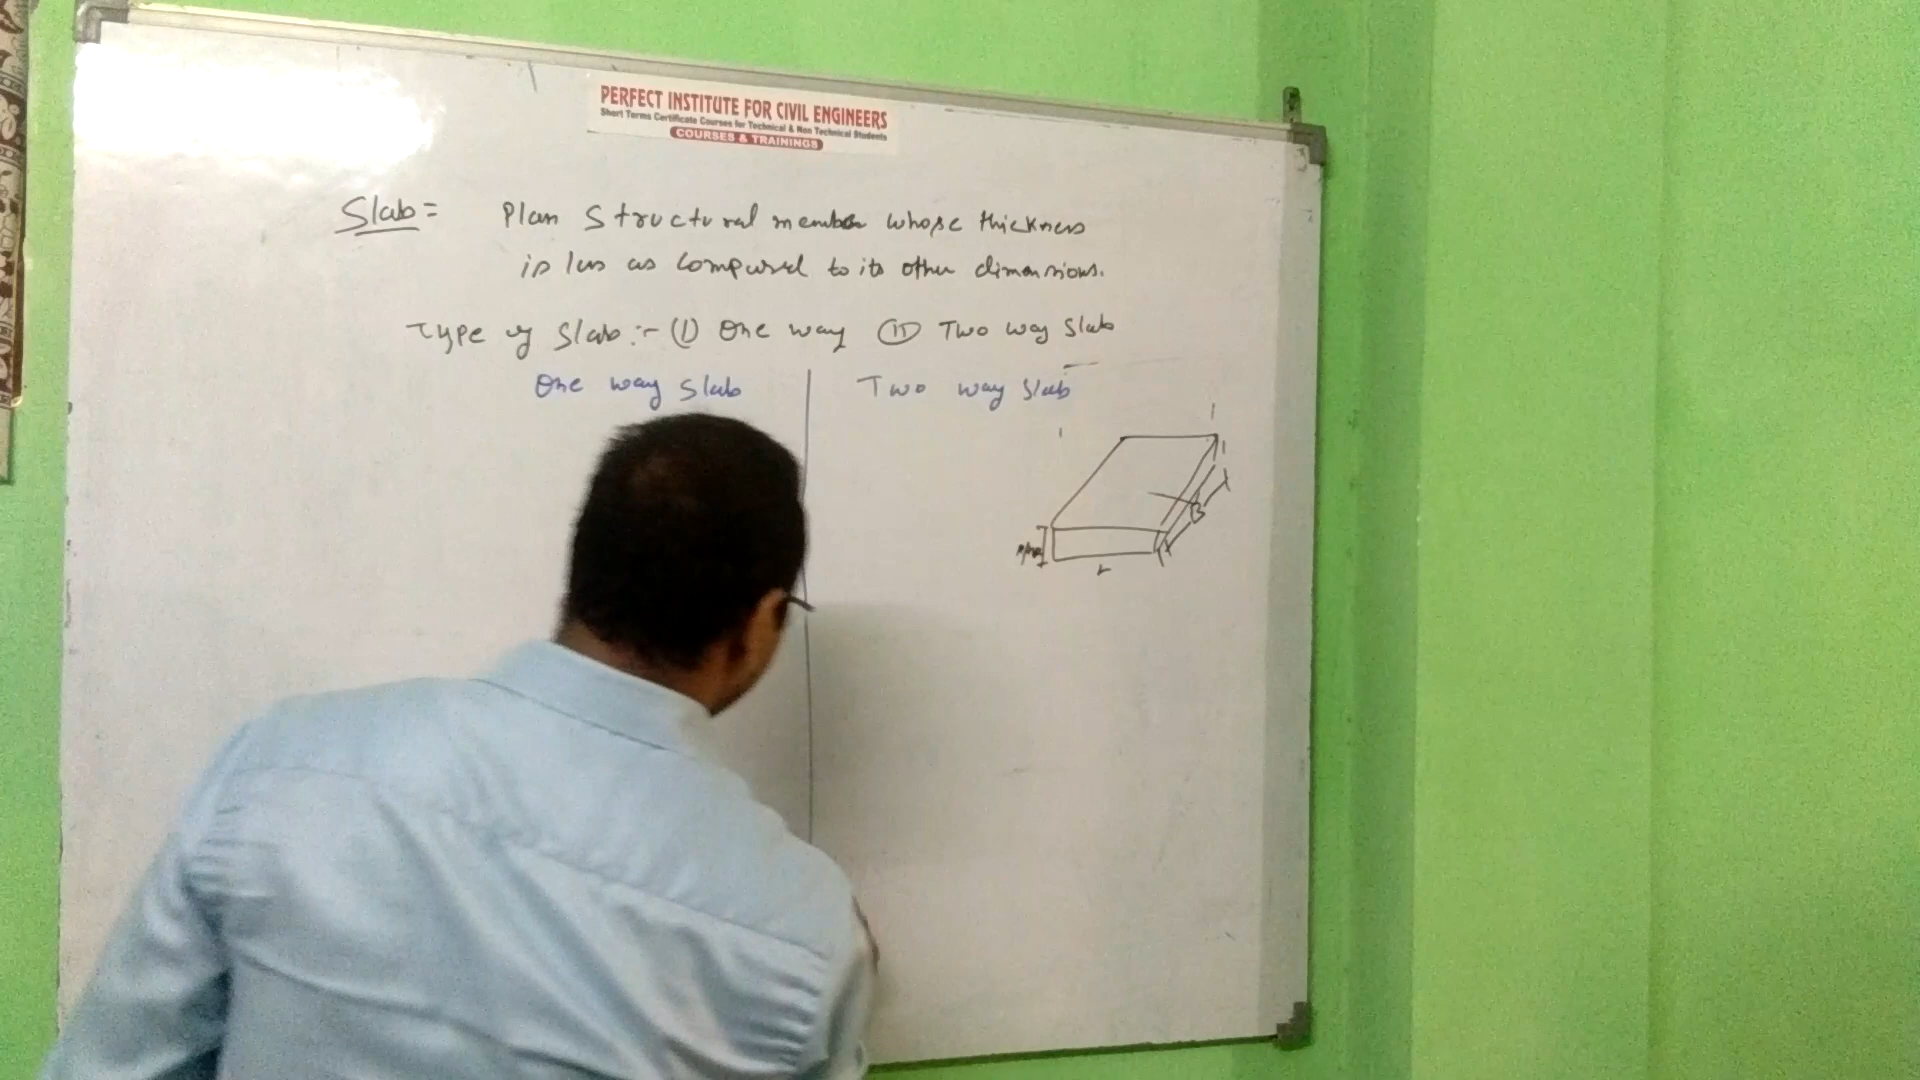 PERFECT INSTITUTE FOR CIVIL ENGINEERS
Short Terms Certificate Courses for Technical & Non Technical Students
COURSES & TRAININGS
Slab = Plan Structural member whose thickness
is less as compared to its other dimensions.
Type of Slab :- (I) One way (II) Two way Slab
One way Slab
Two way Slab
B
L